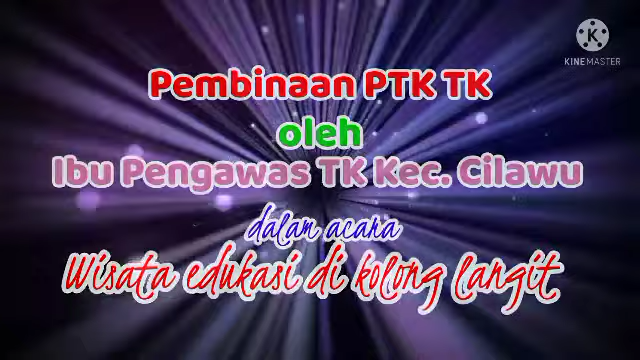 K
KINEMASTER
Pembinaan PTK TK
oleh
Ibu Pengawas TK Kec. Cilawu
dalam acara
Wisata edukasi di kolong langit